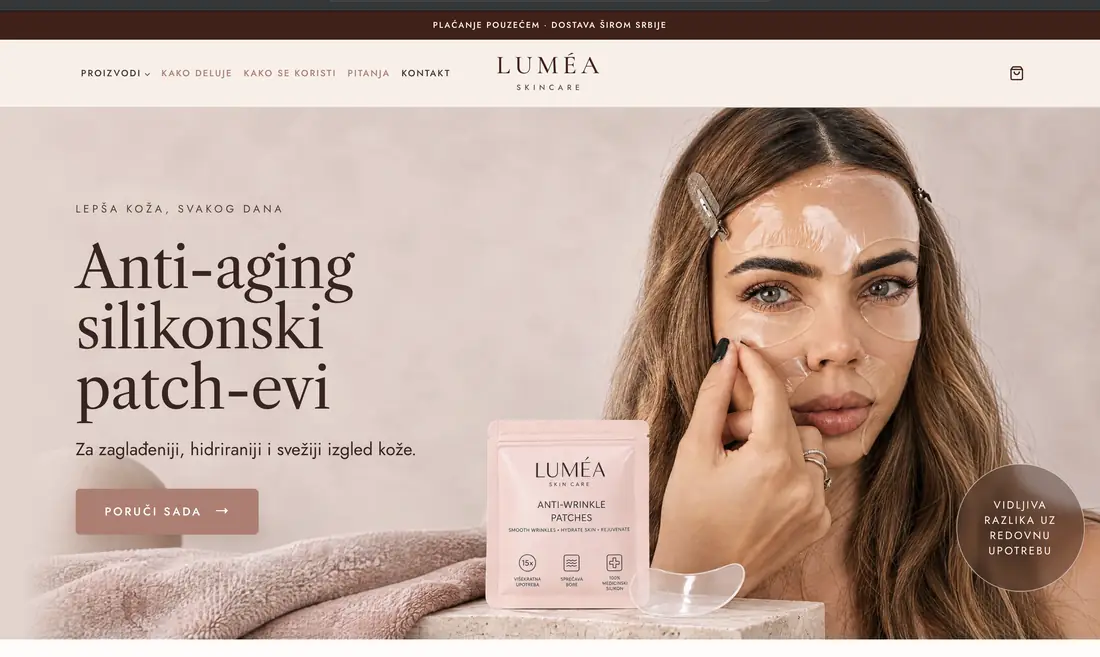 PLAĆANJE POUZEĆEM · DOSTAVA ŠIROM SRBIJE
PROIZVODI KAKO DELUJE KAKO SE KORISTI PITANJA KONTAKT
LUMÉA
SKINCARE
LEPŠA KOŽA, SVAKOG DANA
Anti-aging
silikonski
patch-evi
Za zaglađeniji, hidriraniji i svežiji izgled kože.
PORUČI SADA →
LUMÉA
SKIN CARE
ANTI-WRINKLE
PATCHES
SMOOTH WRINKLES • HYDRATE SKIN • REJUVENATE
15x
VIŠEKRATNA
UPOTREBA
SPREČAVA
BORE
100%
MEDICINSKI
SILIKON
VIDLJIVA
RAZLIKA UZ
REDOVNU
UPOTREBU